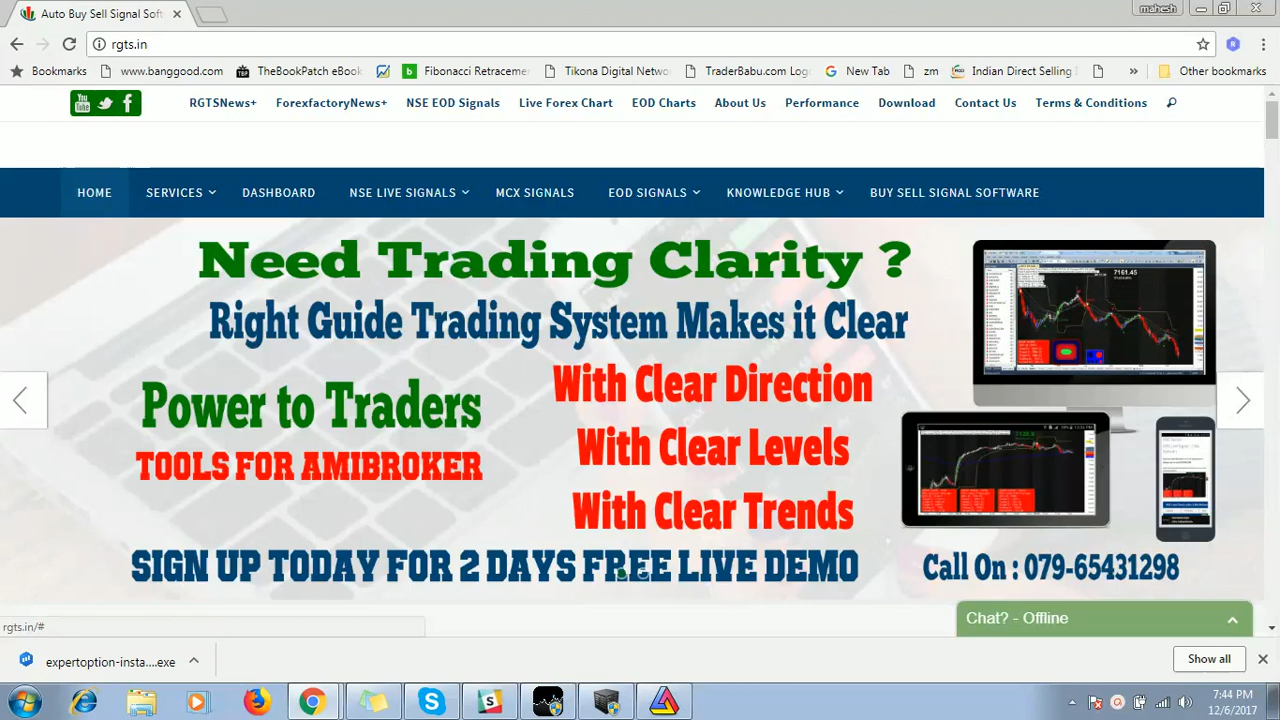 Auto Buy Sell Signal Soft
mahesh
rgts.in
Bookmarks
www.banggood.com
TheBookPatch eBook
Fibonacci Retraceme
Tikona Digital Netwo
TraderBabu.com Log
New Tab
zm
Indian Direct Selling
Other bookmarks
You Tube
RGTSNews+
ForexfactoryNews+
NSE EOD Signals
Live Forex Chart
EOD Charts
About Us
Performance
Download
Contact Us
Terms & Conditions
HOME
SERVICES
DASHBOARD
NSE LIVE SIGNALS
MCX SIGNALS
EOD SIGNALS
KNOWLEDGE HUB
BUY SELL SIGNAL SOFTWARE
Need Trading Clarity ?
Right Guide Trading System Makes it Clear
With Clear Direction
Power to Traders
With Clear Levels
TOOLS FOR AMIBROKER
With Clear Trends
SIGN UP TODAY FOR 2 DAYS FREE LIVE DEMO
Call On : 079-65431298
7161.45
Chat? - Offline
rgts.in/#
expertoption-insta....exe
Show all
7:44 PM
12/6/2017